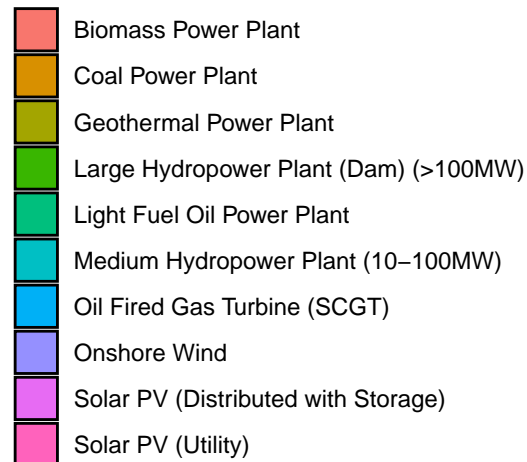 Biomass Power Plant
Coal Power Plant
Geothermal Power Plant
Large Hydropower Plant (Dam) (>100MW)
Light Fuel Oil Power Plant
Medium Hydropower Plant (10−100MW)
Oil Fired Gas Turbine (SCGT)
Onshore Wind
Solar PV (Distributed with Storage)
Solar PV (Utility)